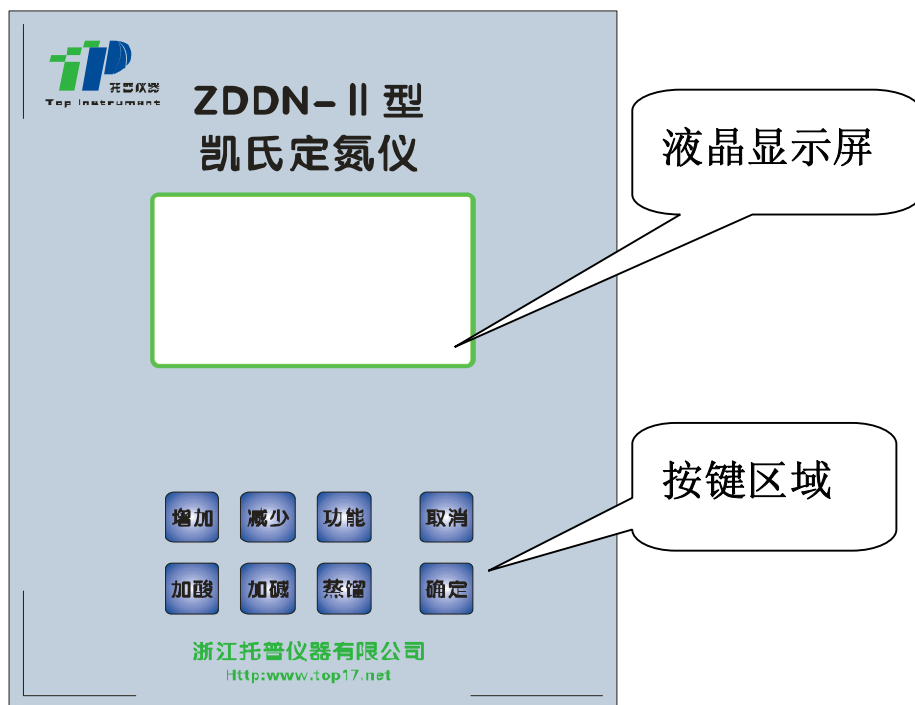 托普仪器
Top Instrument
ZDDN-Ⅱ型
凯氏定氮仪
液晶显示屏
按键区域
增加 减少 功能 取消
加酸 加碱 蒸馏 确定
浙江托普仪器有限公司
Http:www.top17.net